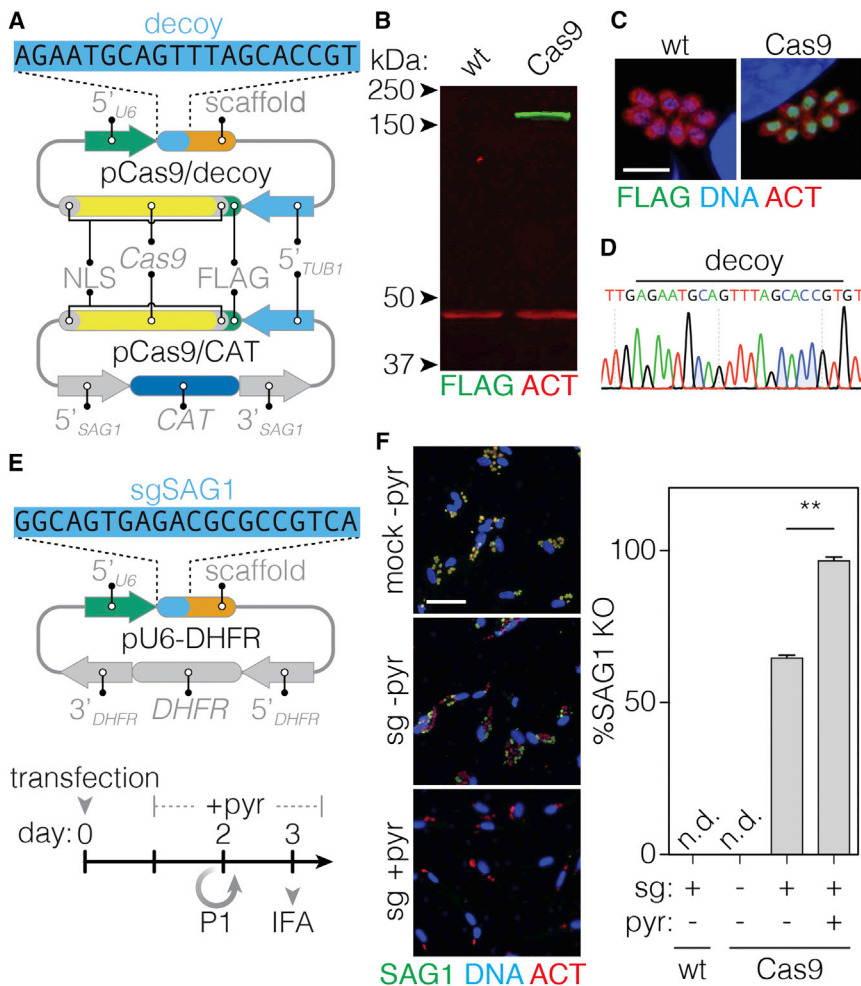 A
decoy
AGAATGCAGTTTAGCACCGT
5'U6
scaffold
pCas9/decoy
Cas9
NLS
FLAG
5'TUB1
pCas9/CAT
5'SAG1
CAT
3'SAG1
B
kDa:
wt
Cas9
250
150
50
37
FLAG ACT
C
wt
Cas9
FLAG DNA ACT
D
decoy
TTGAGAATGCAGTTTAGCACCGTGT
E
sgSAG1
GGCAGTGAGACGCGCCGTCA
5'U6
scaffold
pU6-DHFR
3'DHFR
DHFR
5'DHFR
transfection
+pyr
day: 0 2 3
P1
IFA
F
mock -pyr
sg -pyr
sg +pyr
SAG1 DNA ACT
%SAG1 KO
100
50
0
**
n.d.
n.d.
sg: + - + +
pyr: - - - +
wt
Cas9